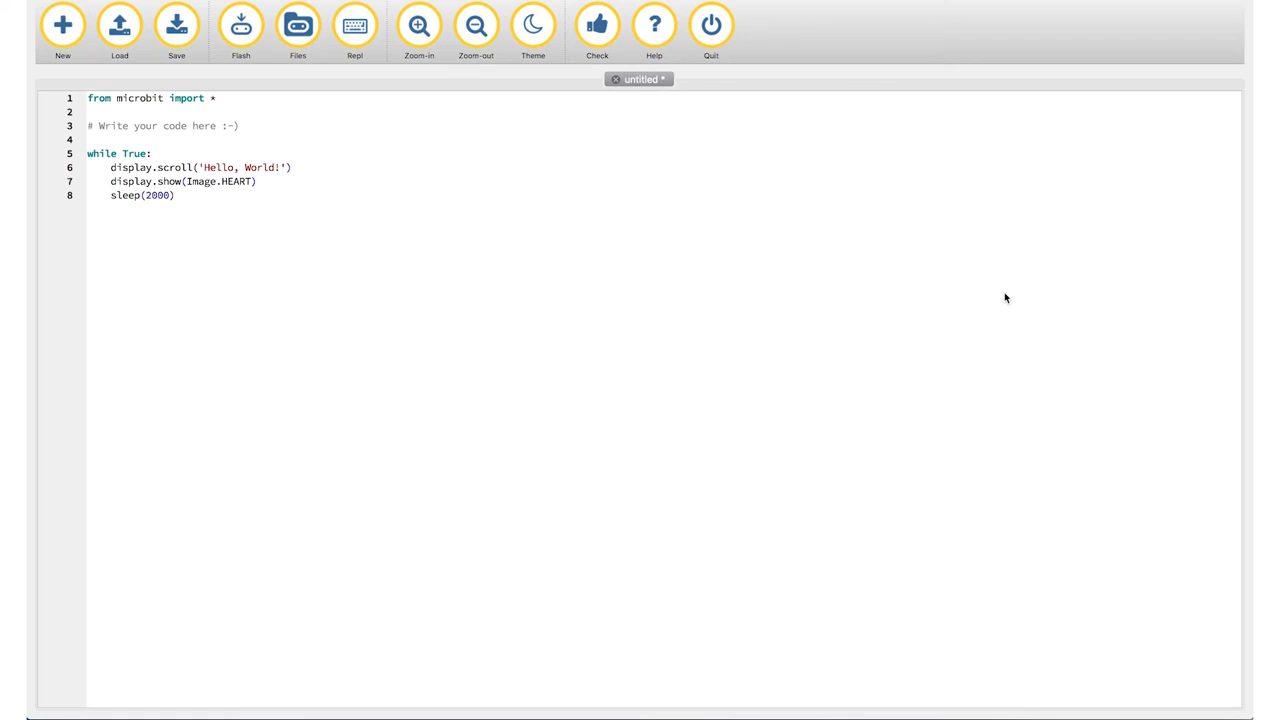 New Load Save Flash Files Repl Zoom-in Zoom-out Theme Check Help Quit
untitled *
1 from microbit import *
2
3 # Write your code here :-)
4
5 while True:
6     display.scroll('Hello, World!')
7     display.show(Image.HEART)
8     sleep(2000)